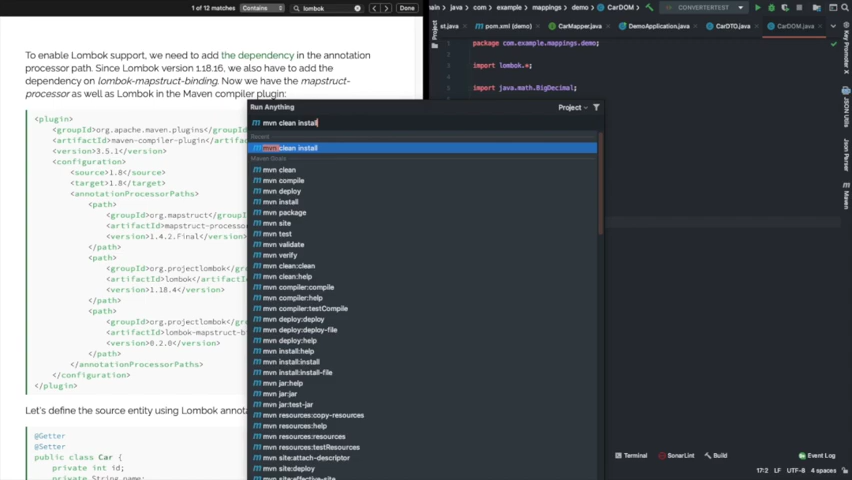 1 of 12 matches
Contains
lombok
Done
To enable Lombok support, we need to add the dependency in the annotation
processor path. Since Lombok version 1.18.16, we also have to add the
dependency on lombok-mapstruct-binding. Now we have the mapstruct-
processor as well as Lombok in the Maven compiler plugin:
<plugin>
<groupId>org.apache.maven.plugins
<artifactId>maven-compiler-plugin
<version>3.5.1</version>
<configuration>
<source>1.8</source>
<target>1.8</target>
<annotationProcessorPaths>
<path>
<groupId>org.mapstruct</g
<artifactId>mapstruct-proces
<version>1.4.2.Final</version>
</path>
<path>
<groupId>org.projectlombok</
<artifactId>lombok</artifactI
<version>1.18.4</version>
</path>
<path>
<groupId>org.projectlombok</
<artifactId>lombok-mapstruct-bi
<version>0.2.0</version>
</path>
</annotationProcessorPaths>
</configuration>
</plugin>
Let's define the source entity using Lombok annota
@Getter
@Setter
public class Car {
private int id;
private String name;
Run Anything
Project
mvn clean install
Recent
mvn clean install
Maven Goals
mvn clean
mvn compile
mvn deploy
mvn install
mvn package
mvn site
mvn test
mvn validate
mvn verify
mvn clean:clean
mvn clean:help
mvn compiler:compile
mvn compiler:help
mvn compiler:testCompile
mvn deploy:deploy
mvn deploy:deploy-file
mvn deploy:help
mvn install:help
mvn install:install
mvn install:install-file
mvn jar:help
mvn jar:jar
mvn jar:test-jar
mvn resources:copy-resources
mvn resources:help
mvn resources:resources
mvn resources:testResources
mvn site:attach-descriptor
mvn site:deploy
mvn site:effective-site
main
java
com
example
mappings
demo
CarDOM
CONVERTERTEST
st.java
pom.xml (demo)
CarMapper.java
DemoApplication.java
CarDTO.java
CarDOM.java
Project
1
package com.example.mappings.demo;
2
3
import lombok.*;
4
5
import java.math.BigDecimal;
Key Promoter X
JSON Utils
Json Parser
Maven
Terminal
SonarLint
Build
Event Log
17:2
LF
UTF-8
4 spaces